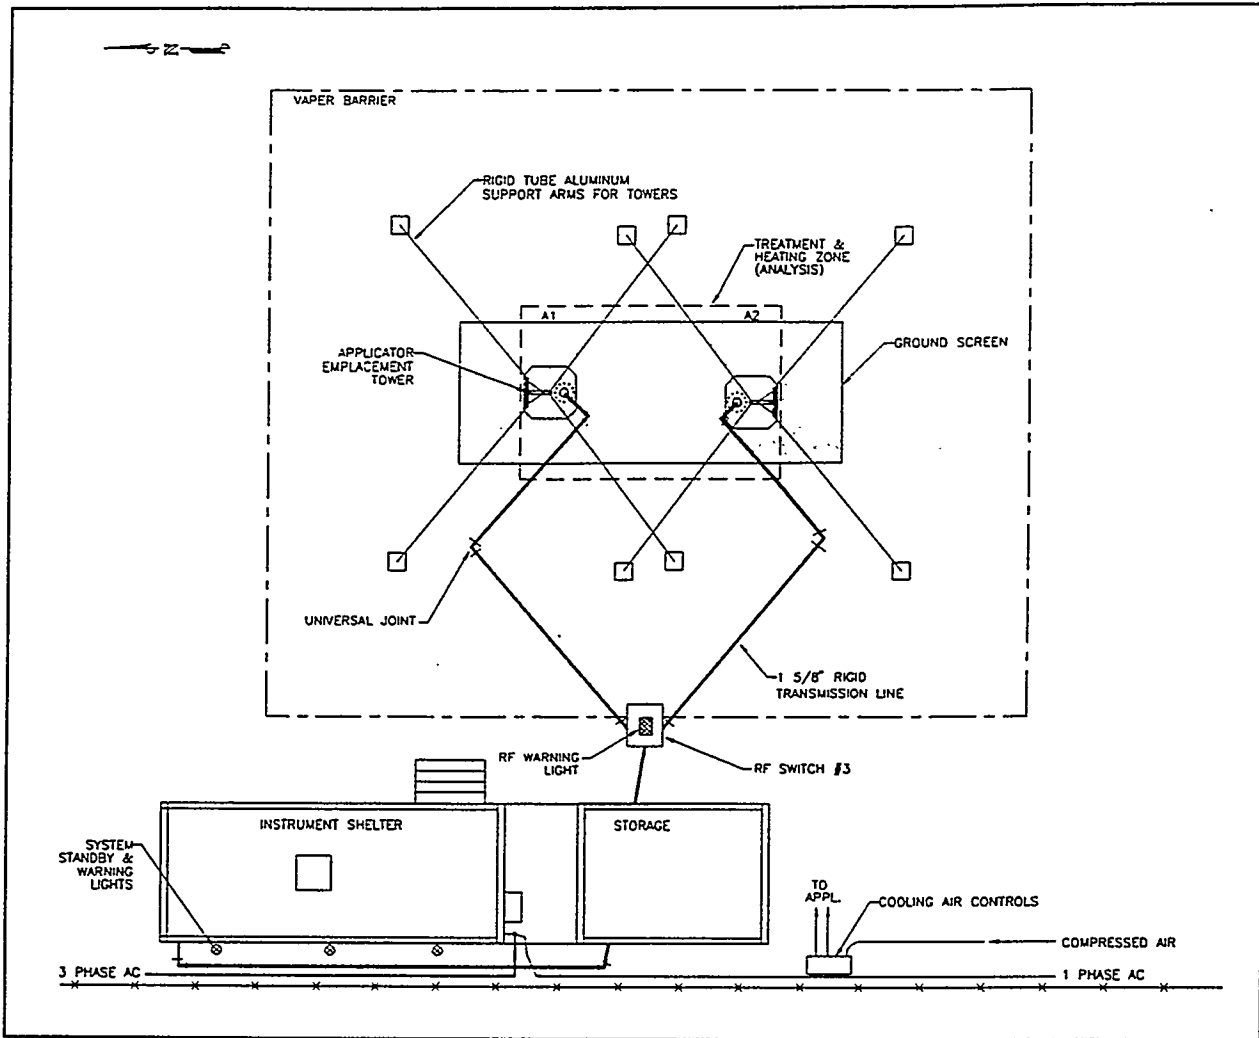 N
VAPER BARRIER
RIGID TUBE ALUMINUM
SUPPORT ARMS FOR TOWERS
TREATMENT &
HEATING ZONE
(ANALYSIS)
A1
A2
GROUND SCREEN
APPLICATOR
EMPLACEMENT
TOWER
UNIVERSAL JOINT
1 5/8" RIGID
TRANSMISSION LINE
RF WARNING
LIGHT
RF SWITCH #3
INSTRUMENT SHELTER
STORAGE
SYSTEM
STANDBY &
WARNING
LIGHTS
TO
APPL.
COOLING AIR CONTROLS
COMPRESSED AIR
3 PHASE AC
1 PHASE AC